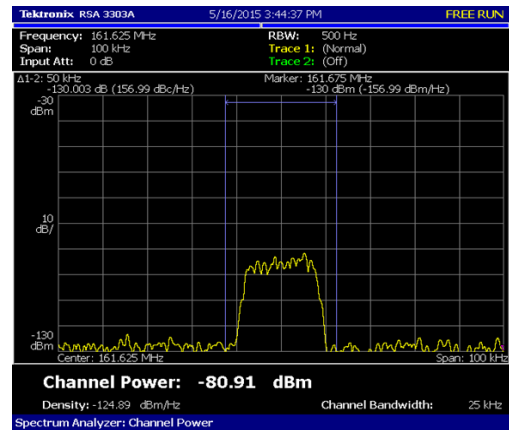 Tektronix RSA 3303A 5/16/2015 3:44:37 PM FREE RUN
Frequency: 161.625 MHz RBW: 500 Hz
Span: 100 kHz Trace 1: (Normal)
Input Att: 0 dB Trace 2: (Off)
Δ1-2: 50 kHz Marker: 161.675 MHz
-130.003 dB (156.99 dBc/Hz) -130 dBm (-156.99 dBm/Hz)
-30
dBm
10
dB/
-130
dBm
Center: 161.625 MHz Span: 100 kHz
Channel Power: -80.91 dBm
Density: -124.89 dBm/Hz Channel Bandwidth: 25 kHz
Spectrum Analyzer: Channel Power